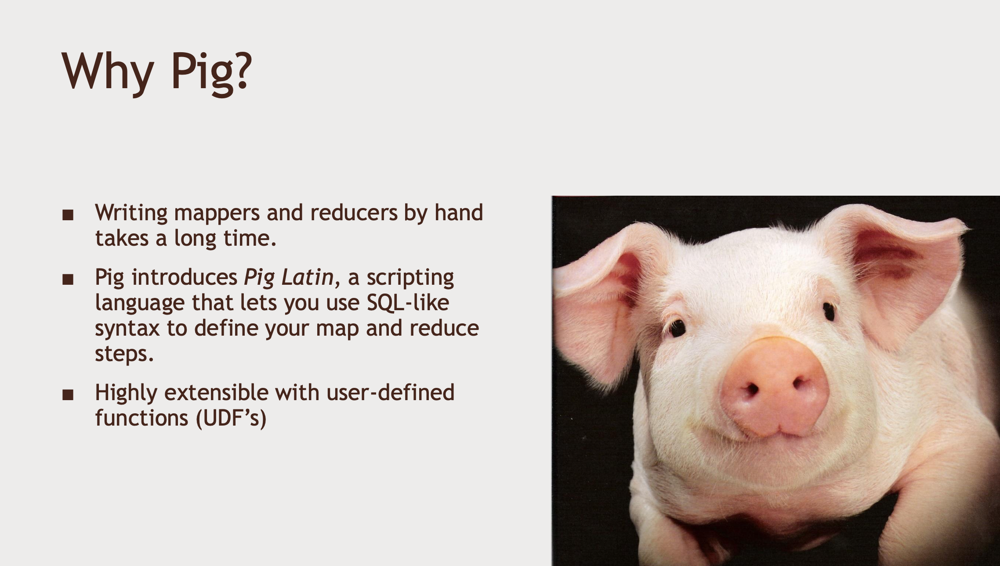 Why Pig?
■ Writing mappers and reducers by hand
takes a long time.
■ Pig introduces Pig Latin, a scripting
language that lets you use SQL-like
syntax to define your map and reduce
steps.
■ Highly extensible with user-defined
functions (UDF’s)